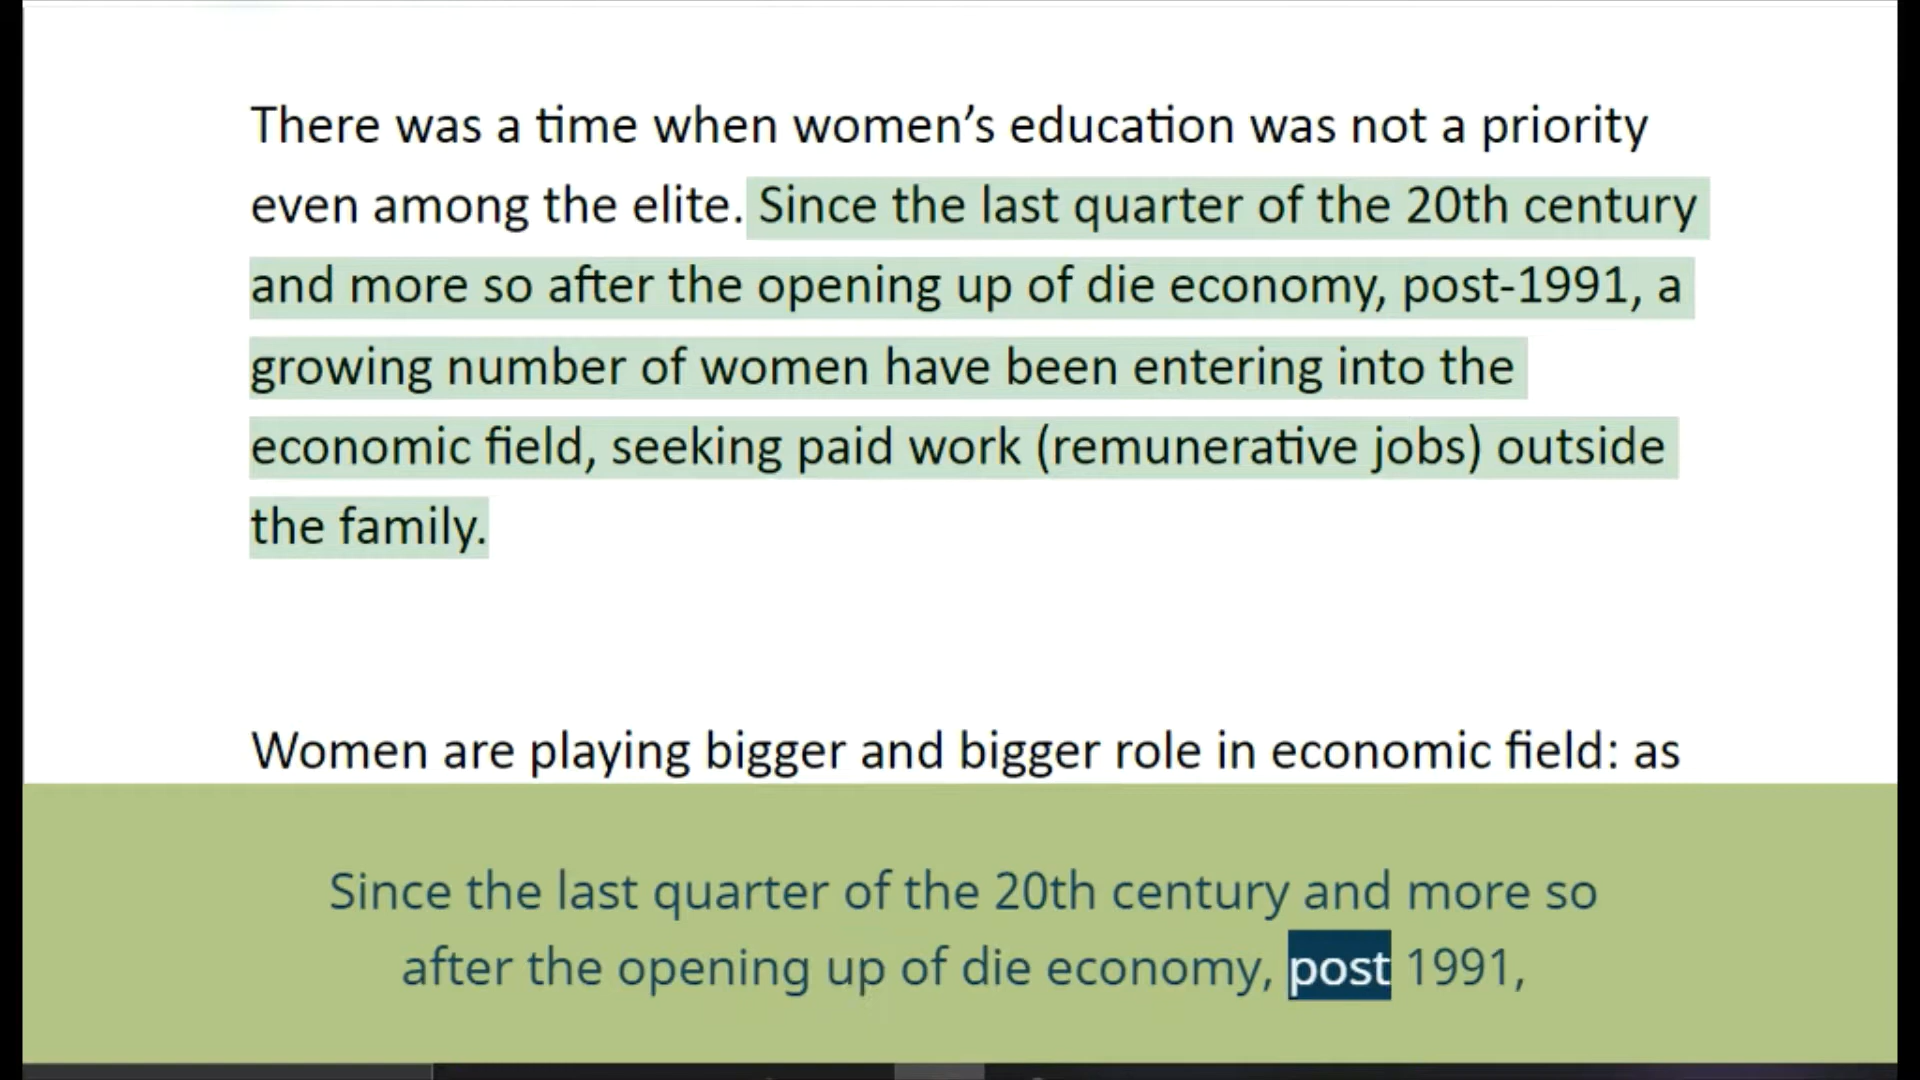 There was a time when women’s education was not a priority
even among the elite. Since the last quarter of the 20th century
and more so after the opening up of die economy, post-1991, a
growing number of women have been entering into the
economic field, seeking paid work (remunerative jobs) outside
the family.
Women are playing bigger and bigger role in economic field: as
Since the last quarter of the 20th century and more so
after the opening up of die economy, post 1991,